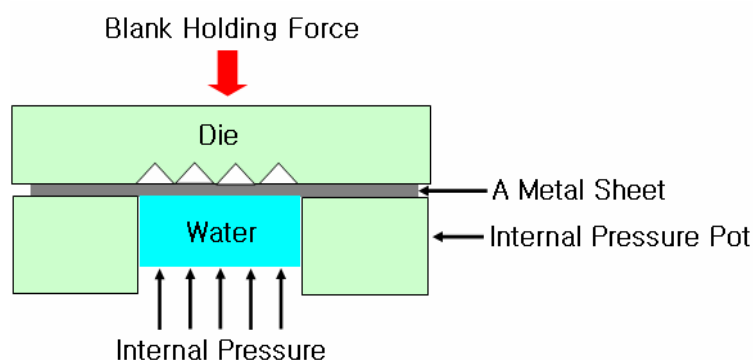 Blank Holding Force
Die
A Metal Sheet
Water
Internal Pressure Pot
Internal Pressure